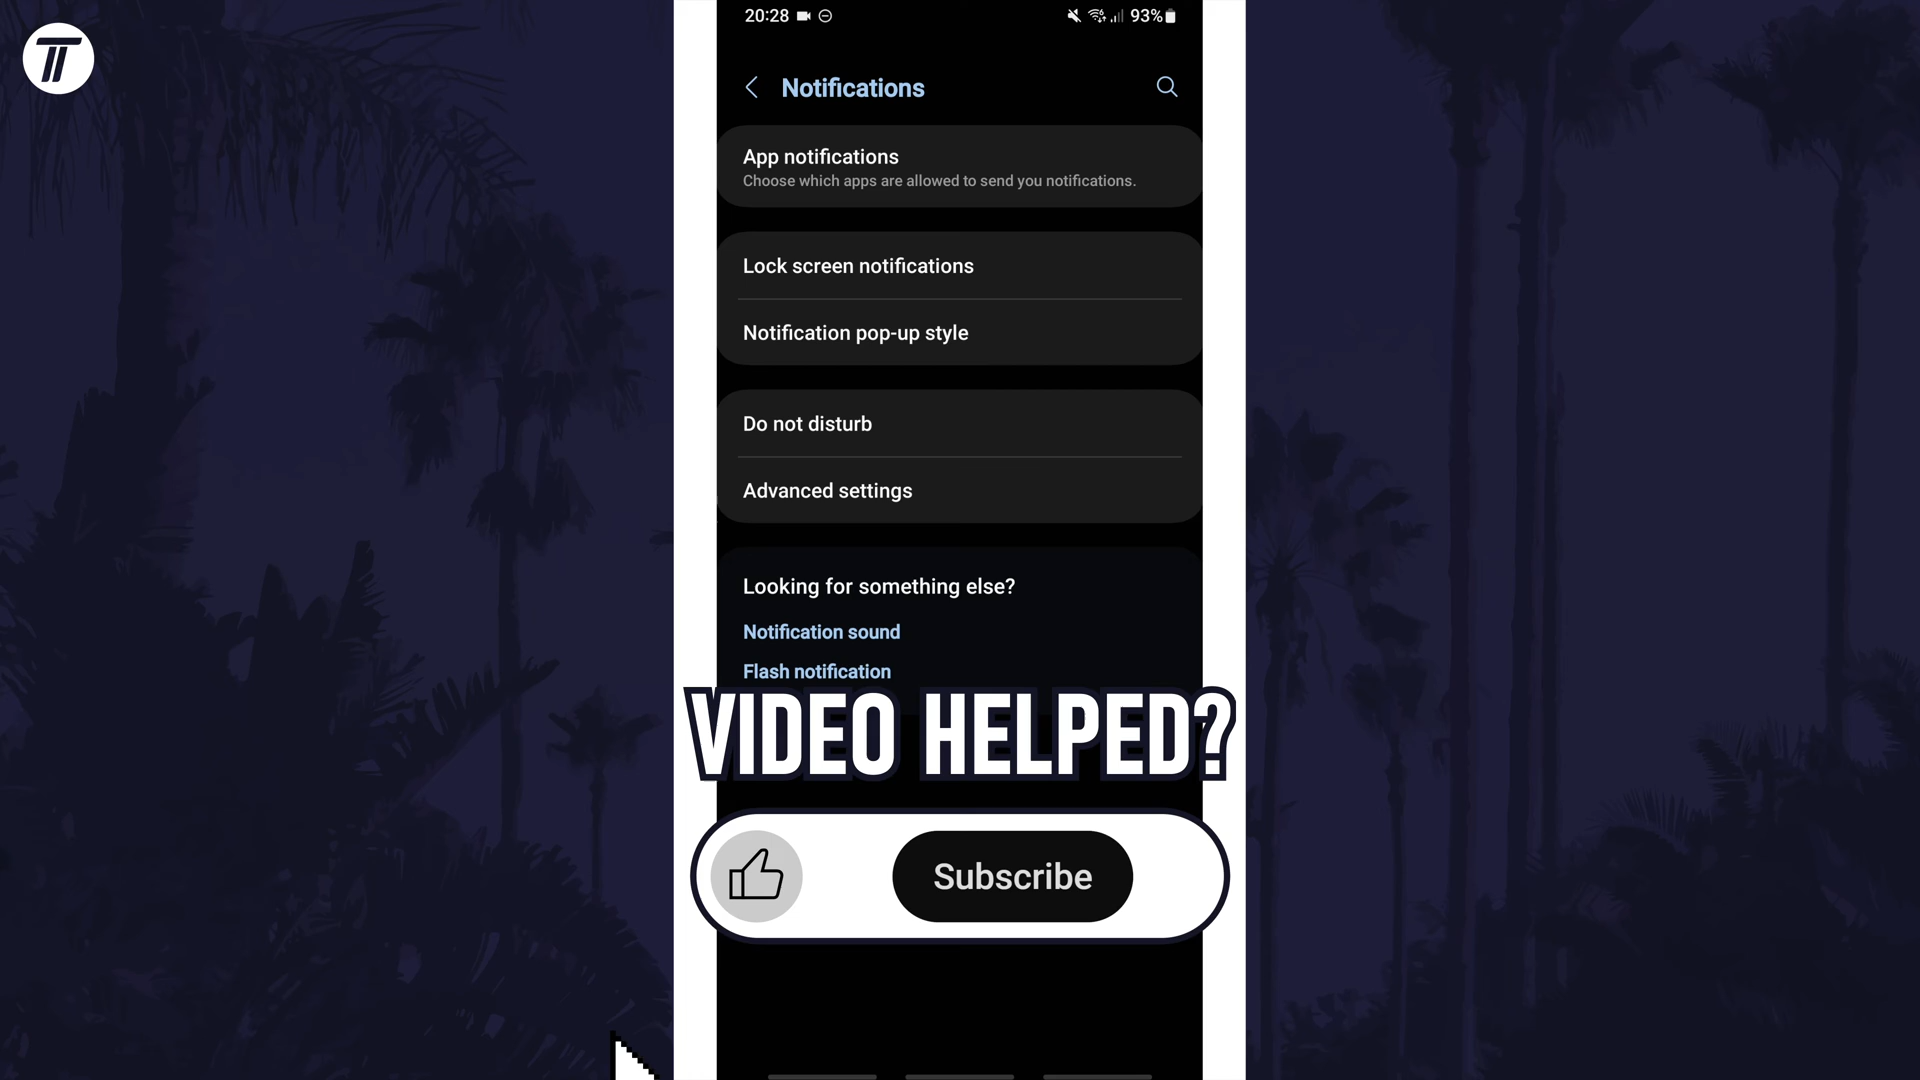 20:28
93%
Notifications
App notifications
Choose which apps are allowed to send you notifications.
Lock screen notifications
Notification pop-up style
Do not disturb
Advanced settings
Looking for something else?
Notification sound
Flash notification
VIDEO HELPED?
Subscribe